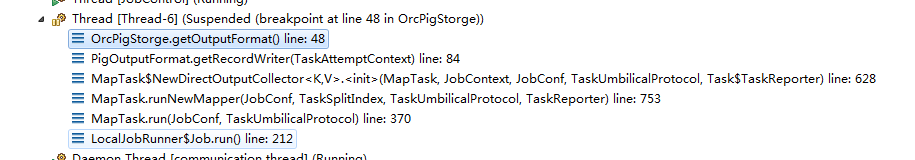 Thread [JobControl] (Running)
Thread [Thread-6] (Suspended (breakpoint at line 48 in OrcPigStorge))
OrcPigStorge.getOutputFormat() line: 48
PigOutputFormat.getRecordWriter(TaskAttemptContext) line: 84
MapTask$NewDirectOutputCollector<K,V>.<init>(MapTask, JobContext, JobConf, TaskUmbilicalProtocol, Task$TaskReporter) line: 628
MapTask.runNewMapper(JobConf, TaskSplitIndex, TaskUmbilicalProtocol, TaskReporter) line: 753
MapTask.run(JobConf, TaskUmbilicalProtocol) line: 370
LocalJobRunner$Job.run() line: 212
Daemon Thread [communication thread] (Running)